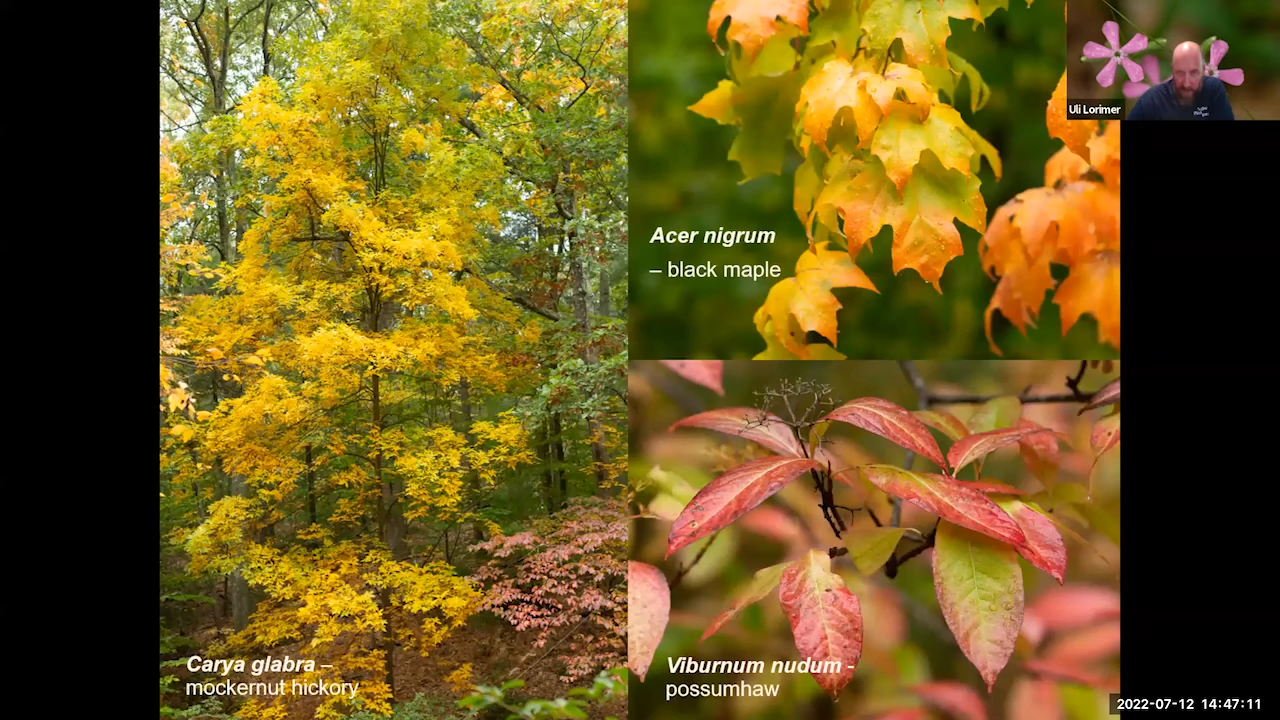 Uli Lorimer
Acer nigrum
– black maple
Carya glabra –
mockernut hickory
Viburnum nudum -
possumhaw
2022-07-12 14:47:11